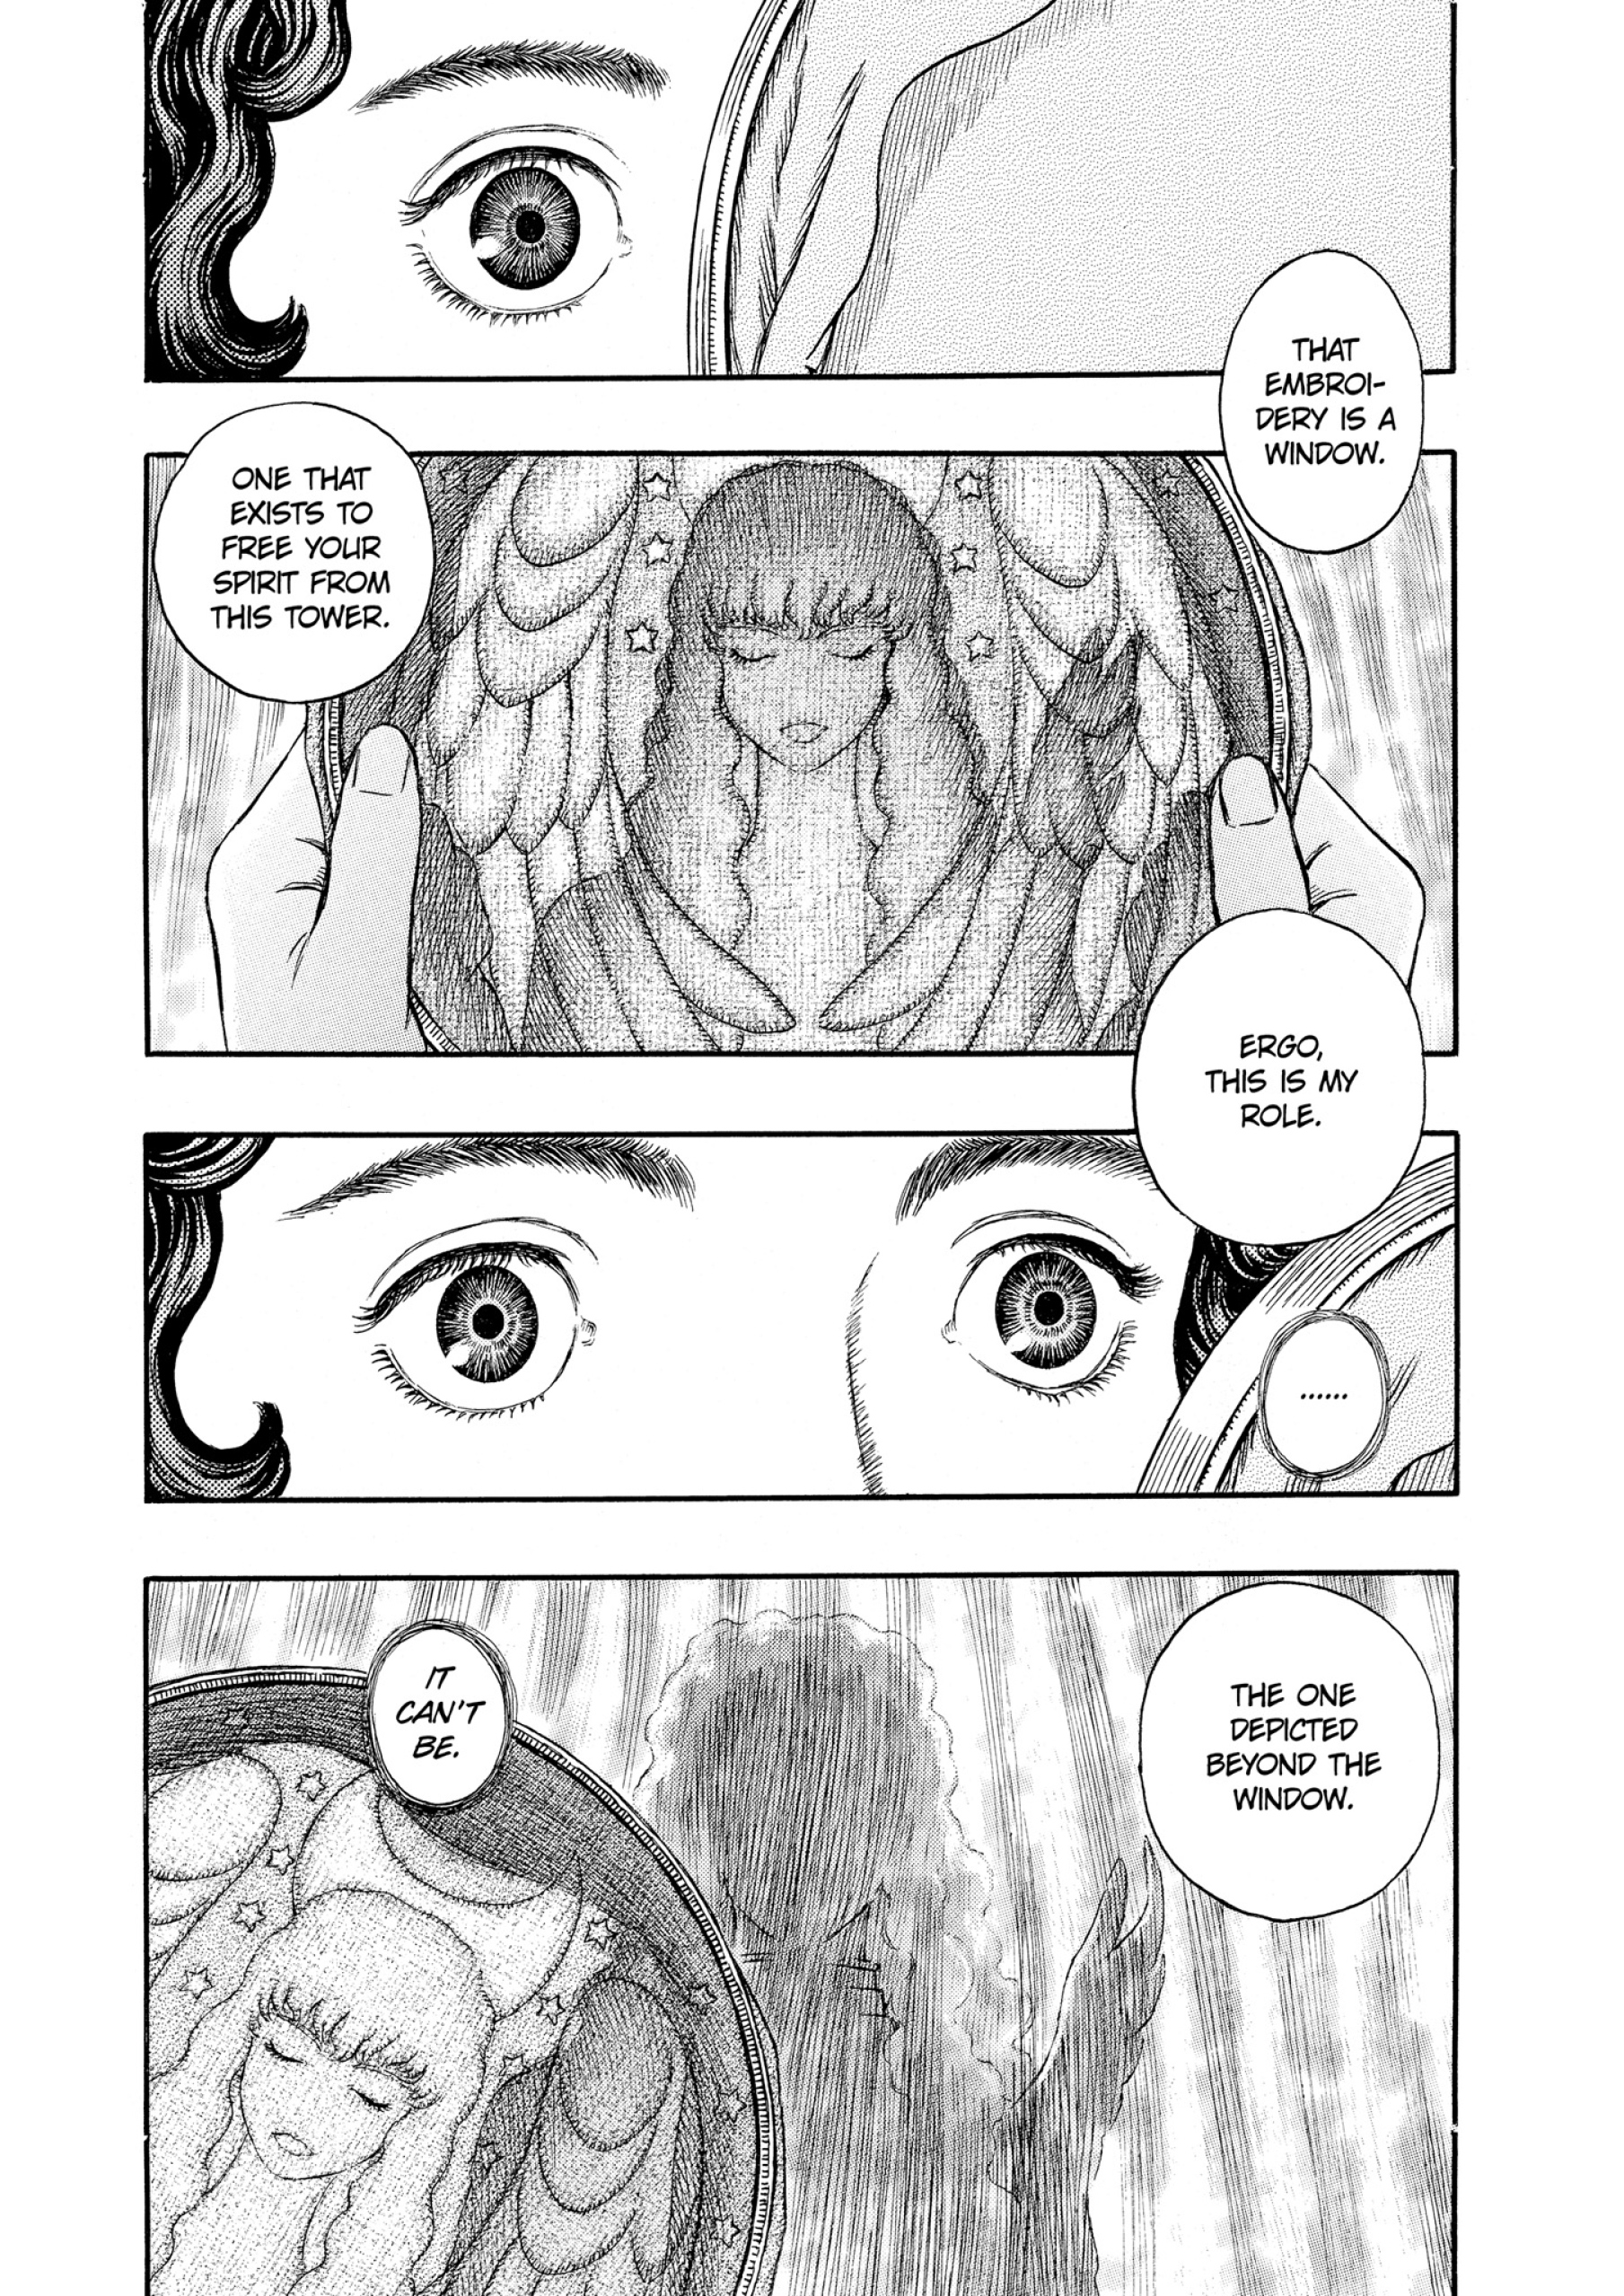 THAT
EMBROI-
DERY IS A
WINDOW.
ONE THAT
EXISTS TO
FREE YOUR
SPIRIT FROM
THIS TOWER.
ERGO,
THIS IS MY
ROLE.
......
THE ONE
DEPICTED
BEYOND THE
WINDOW.
IT
CAN'T
BE.